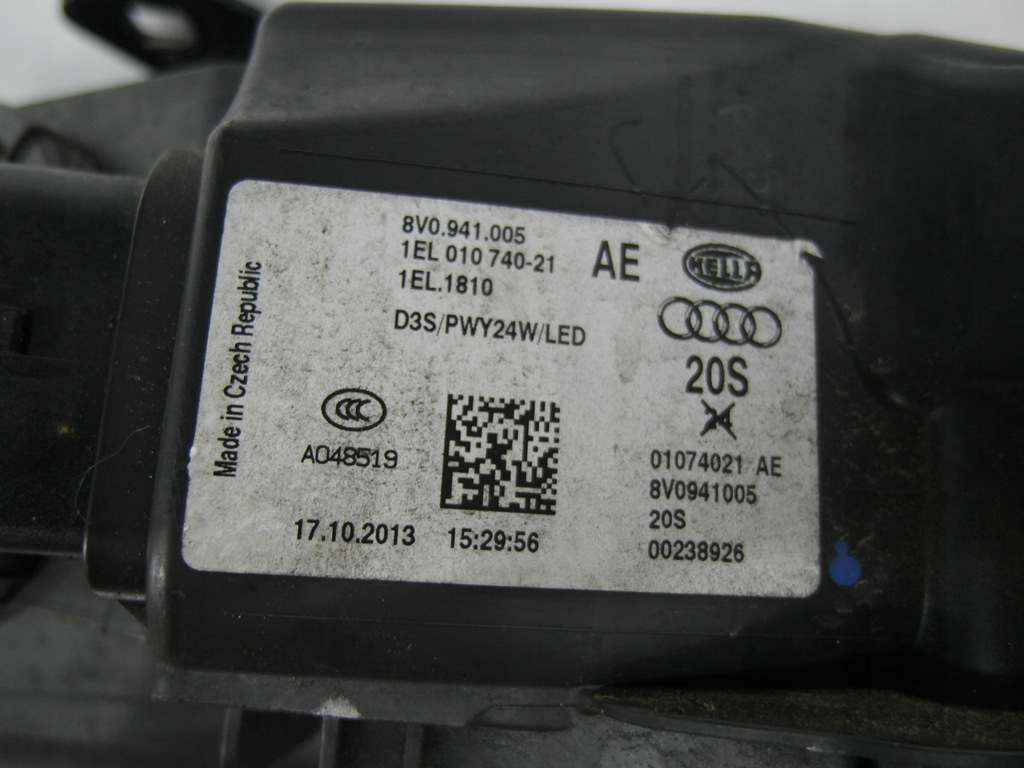 8V0.941.005
1EL 010 740-21
1EL.1810
AE
HELLA
D3S/PWY24W/LED
20S
Made in Czech Republic
CCC
A048519
01074021 AE
8V0941005
20S
00238926
17.10.2013 15:29:56